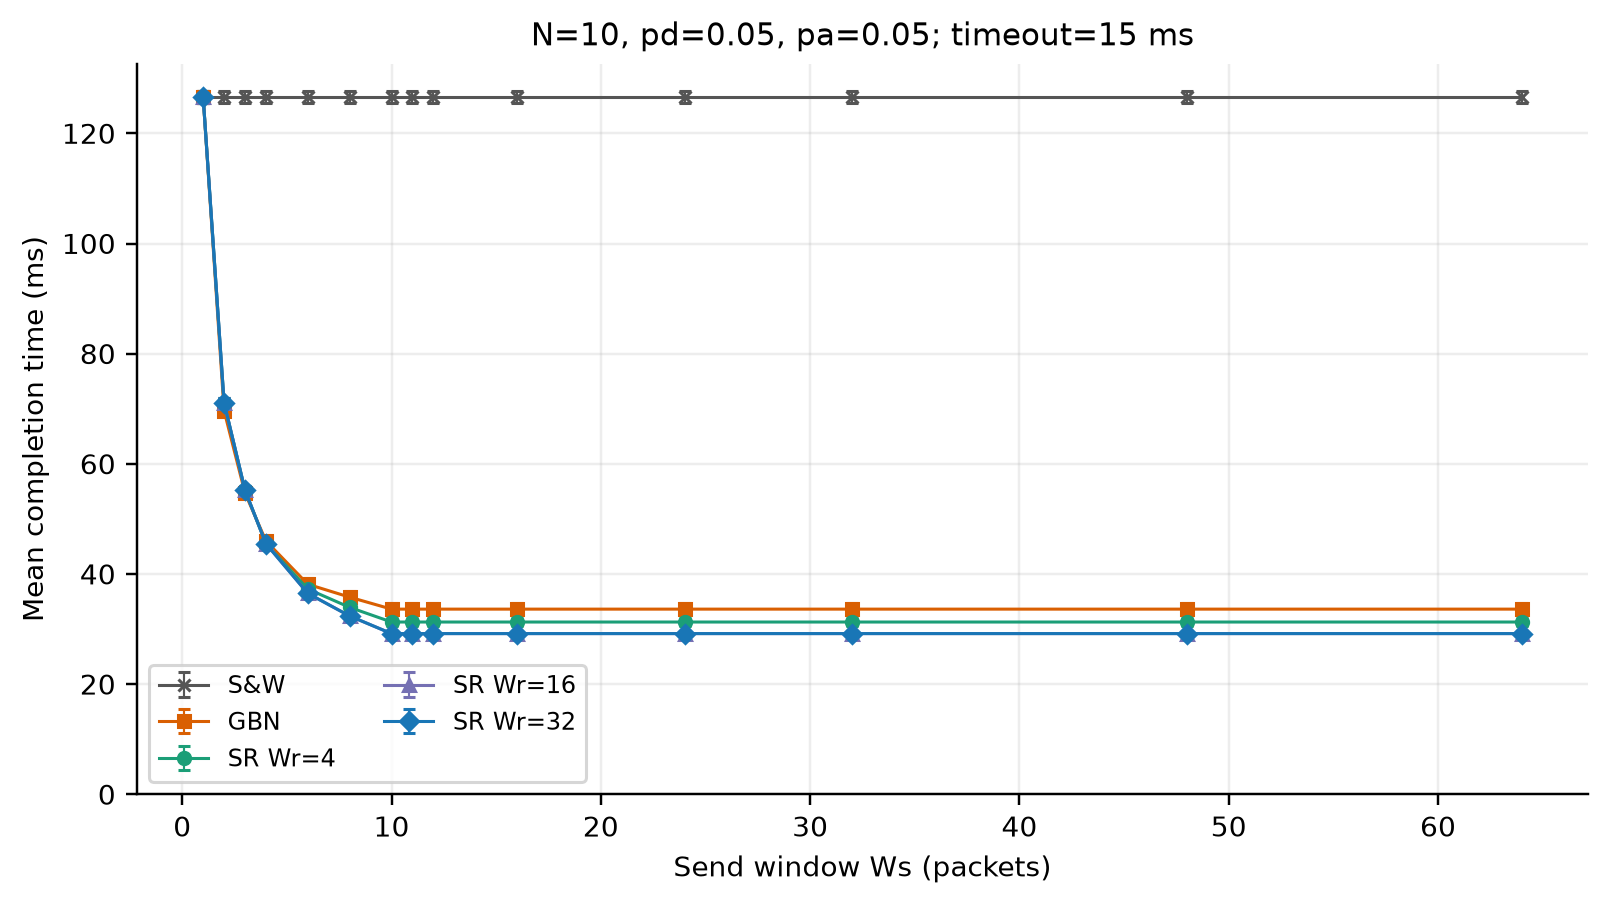 N=10, pd=0.05, pa=0.05; timeout=15 ms
Mean completion time (ms)
120
100
80
60
40
20
0
S&W
GBN
SR Wr=4
SR Wr=16
SR Wr=32
0 10 20 30 40 50 60
Send window Ws (packets)